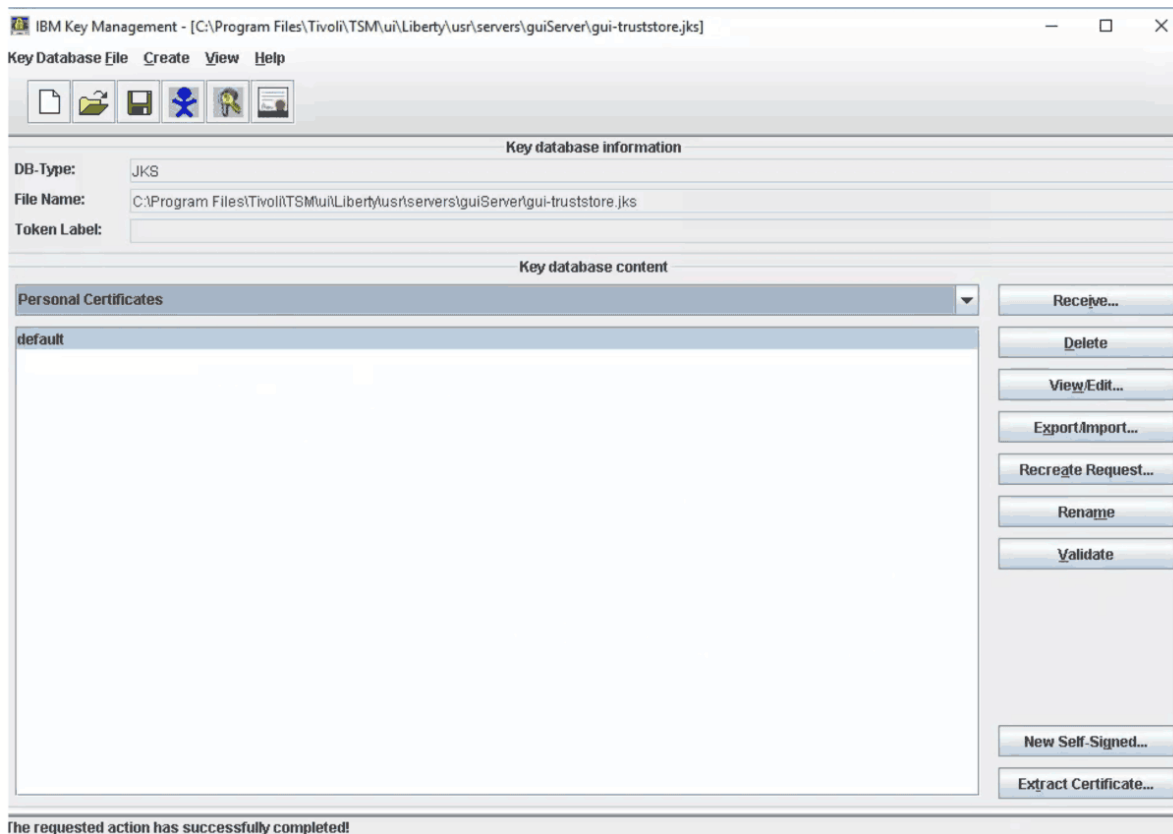 IBM Key Management - [C:\Program Files\Tivoli\TSM\ui\Liberty\usr\servers\guiServer\gui-truststore.jks]
Key Database File Create View Help
Key database information
DB-Type: JKS
File Name: C:\Program Files\Tivoli\TSM\ui\Liberty\usr\servers\guiServer\gui-truststore.jks
Token Label:
Key database content
Personal Certificates
Receive...
default
Delete
View/Edit...
Export/Import...
Recreate Request...
Rename
Validate
New Self-Signed...
Extract Certificate...
The requested action has successfully completed!